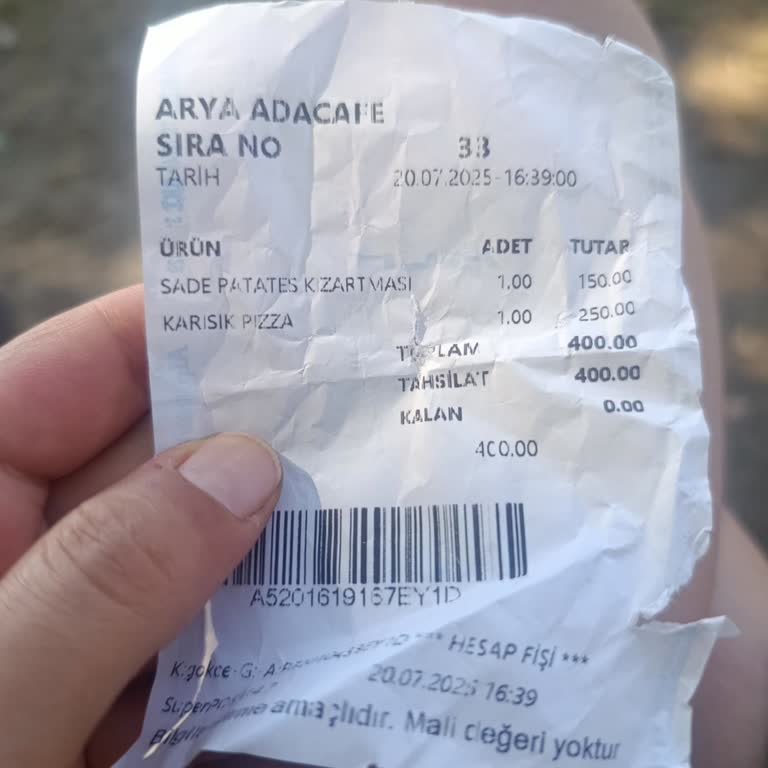 ARYA ADACAFE
SIRA NO 33
TARİH 20.07.2025-16:39:00
ÜRÜN ADET TUTAR
SADE PATATES KIZARTMASI 1.00 150.00
KARISIK PIZZA 1.00 250.00
TOPLAM 400.00
TAHSİLAT 400.00
KALAN 0.00
400.00
A5201619167EY1D
*** HESAP FİŞİ ***
K:gokce-G:
20.07.2025 16:39
amaçlıdır. Mali değeri yoktur